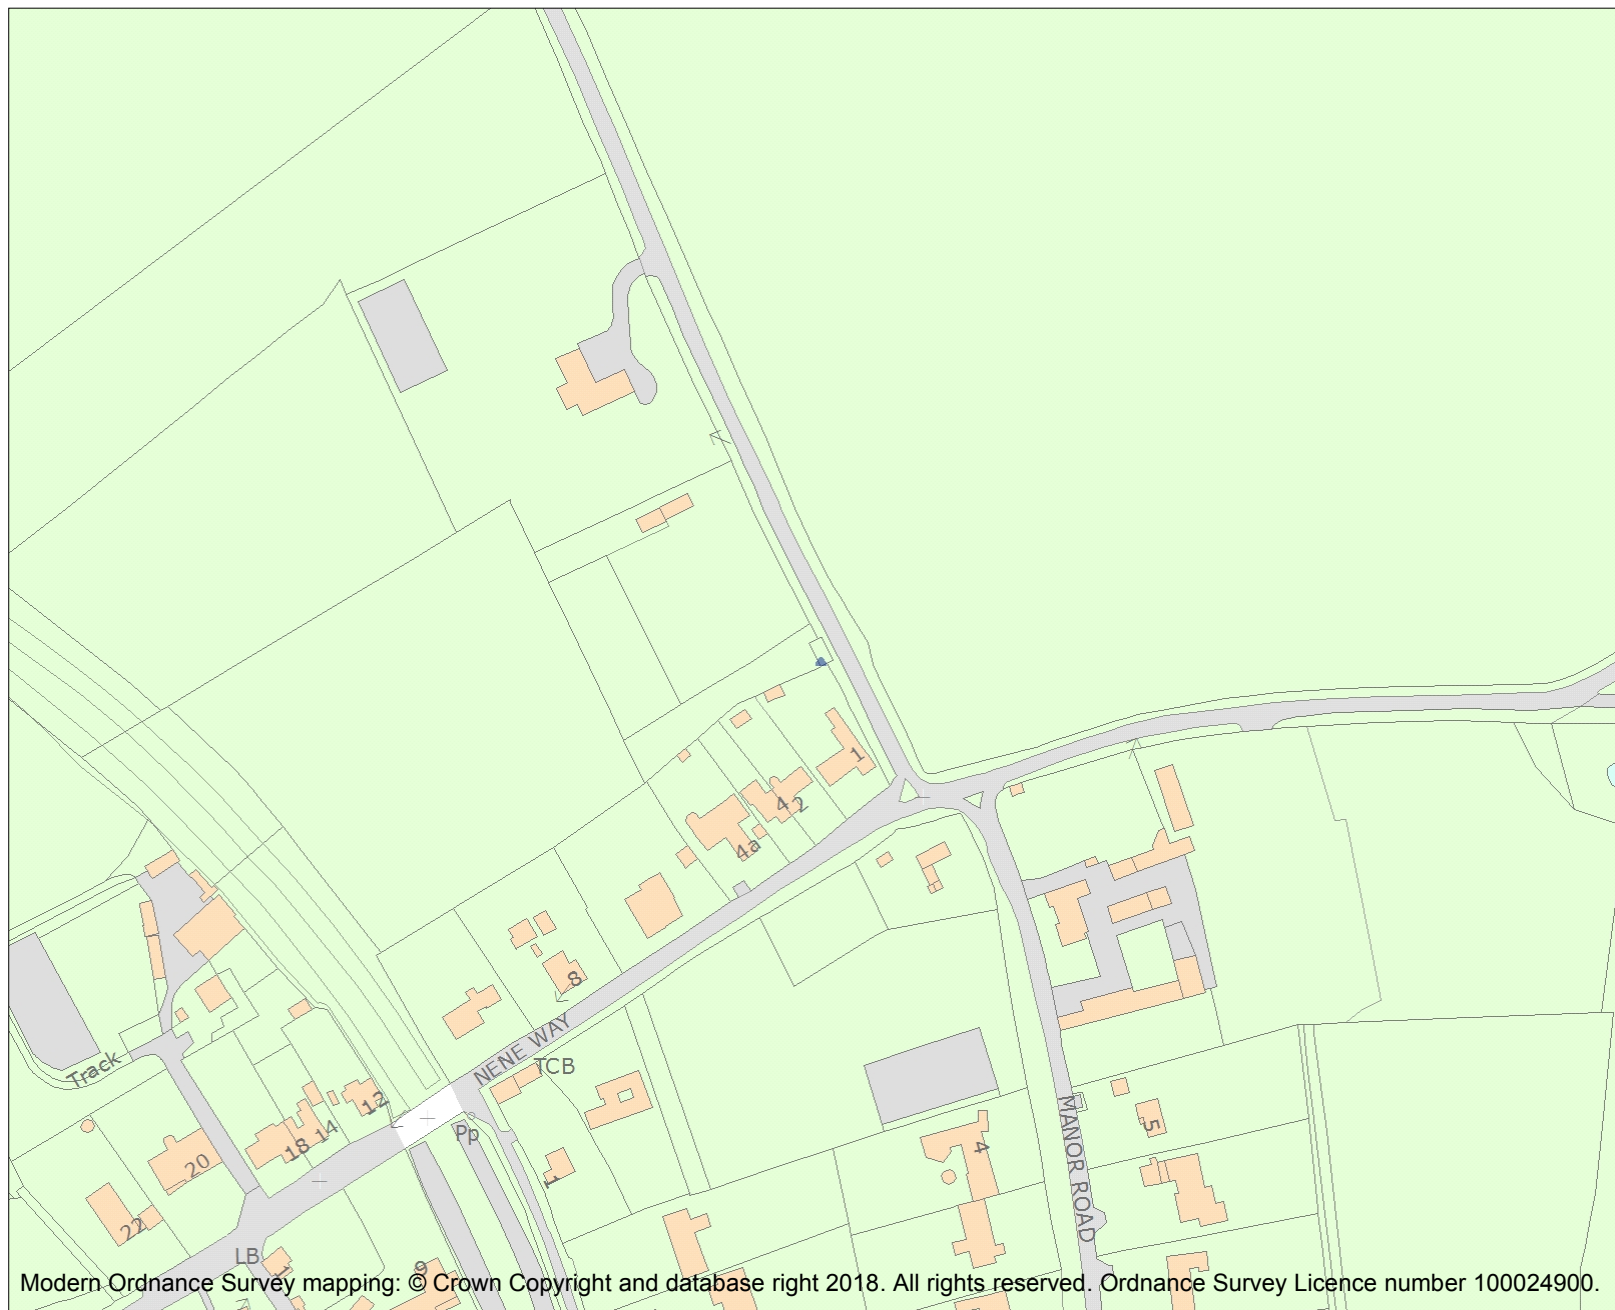 1
4
2
4a
8
NENE WAY
TCB
Track
12
14
18
Pp
MANOR ROAD
5
4
20
1
22
LB
1
9
Modern Ordnance Survey mapping: © Crown Copyright and database right 2018. All rights reserved. Ordnance Survey Licence number 100024900.